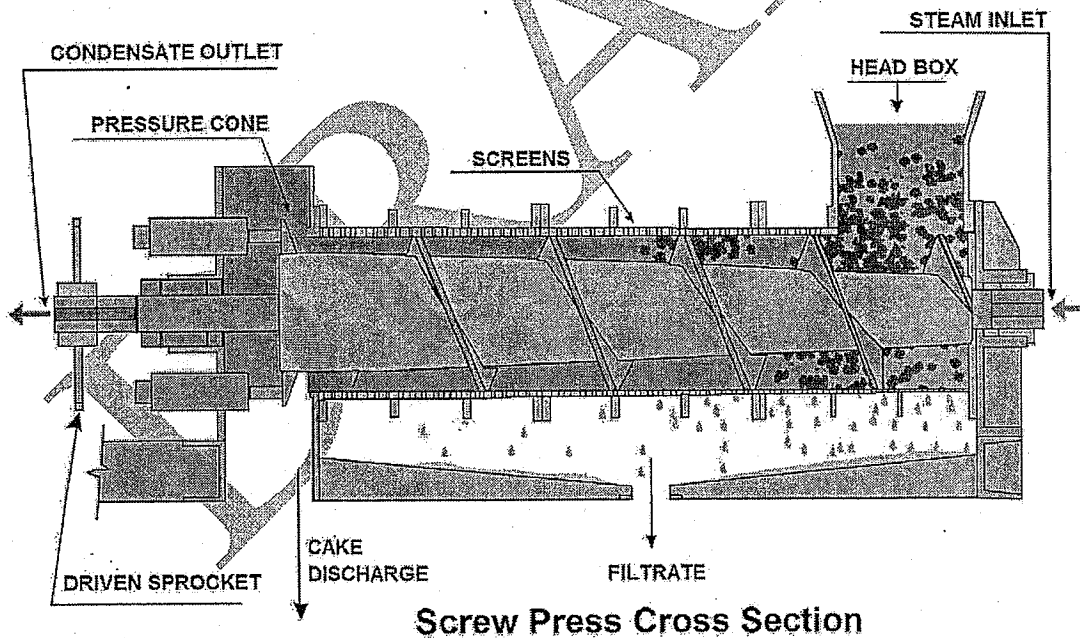 STEAM INLET
CONDENSATE OUTLET
HEAD BOX
PRESSURE CONE
SCREENS
CAKE
DISCHARGE
DRIVEN SPROCKET
FILTRATE
Screw Press Cross Section